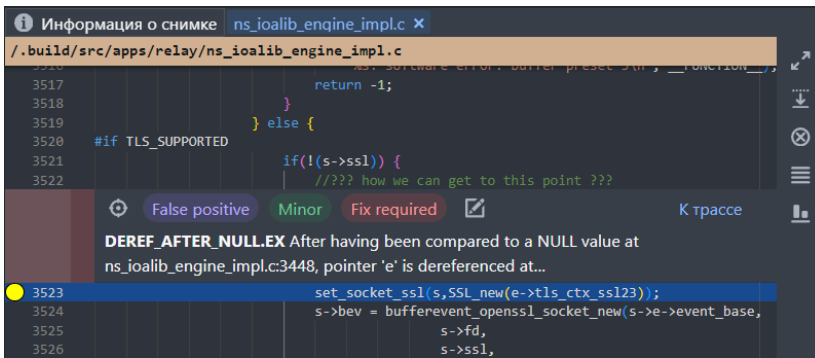 Информация о снимке ns_ioalib_engine_impl.c ×
/.build/src/apps/relay/ns_ioalib_engine_impl.c
3517 return -1;
3518 }
3519 } else {
3520 #if TLS_SUPPORTED
3521 if(!(s->ssl)) {
3522 //??? how we can get to this point ???
False positive Minor Fix required К трассе
DEREF_AFTER_NULL.EX After having been compared to a NULL value at
ns_ioalib_engine_impl.c:3448, pointer 'e' is dereferenced at...
3523 set_socket_ssl(s,SSL_new(e->tls_ctx_ssl23));
3524 s->bev = bufferevent_openssl_socket_new(s->e->event_base,
3525 s->fd,
3526 s->ssl,